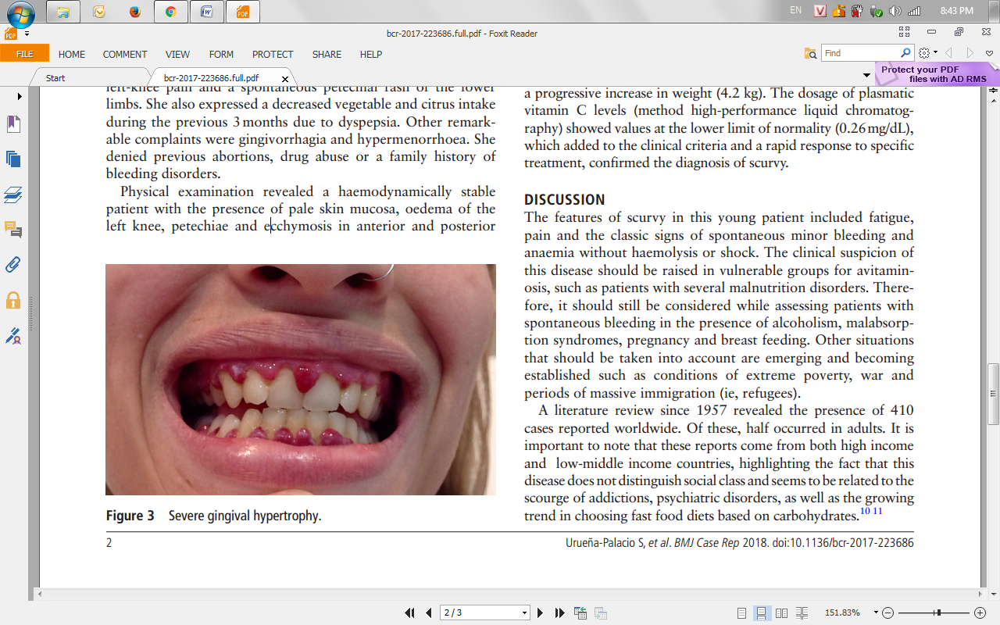 EN
8:43 PM
bcr-2017-223686.full.pdf - Foxit Reader
FILE HOME COMMENT VIEW FORM PROTECT SHARE HELP
Find
Start
bcr-2017-223686.full.pdf
Protect your PDF
files with AD RMS
left-knee pain and a spontaneous petechial rash of the lower
limbs. She also expressed a decreased vegetable and citrus intake
during the previous 3 months due to dyspepsia. Other remark-
able complaints were gingivorrhagia and hypermenorrhoea. She
denied previous abortions, drug abuse or a family history of
bleeding disorders.
Physical examination revealed a haemodynamically stable
patient with the presence of pale skin mucosa, oedema of the
left knee, petechiae and ecchymosis in anterior and posterior
Figure 3 Severe gingival hypertrophy.
a progressive increase in weight (4.2 kg). The dosage of plasmatic
vitamin C levels (method high-performance liquid chromatog-
raphy) showed values at the lower limit of normality (0.26 mg/dL),
which added to the clinical criteria and a rapid response to specific
treatment, confirmed the diagnosis of scurvy.
DISCUSSION
The features of scurvy in this young patient included fatigue,
pain and the classic signs of spontaneous minor bleeding and
anaemia without haemolysis or shock. The clinical suspicion of
this disease should be raised in vulnerable groups for avitamin-
osis, such as patients with several malnutrition disorders. There-
fore, it should still be considered while assessing patients with
spontaneous bleeding in the presence of alcoholism, malabsorp-
tion syndromes, pregnancy and breast feeding. Other situations
that should be taken into account are emerging and becoming
established such as conditions of extreme poverty, war and
periods of massive immigration (ie, refugees).
A literature review since 1957 revealed the presence of 410
cases reported worldwide. Of these, half occurred in adults. It is
important to note that these reports come from both high income
and low-middle income countries, highlighting the fact that this
disease does not distinguish social class and seems to be related to the
scourge of addictions, psychiatric disorders, as well as the growing
trend in choosing fast food diets based on carbohydrates.10 11
2
Urueña-Palacio S, et al. BMJ Case Rep 2018. doi:10.1136/bcr-2017-223686
2 / 3
151.83%